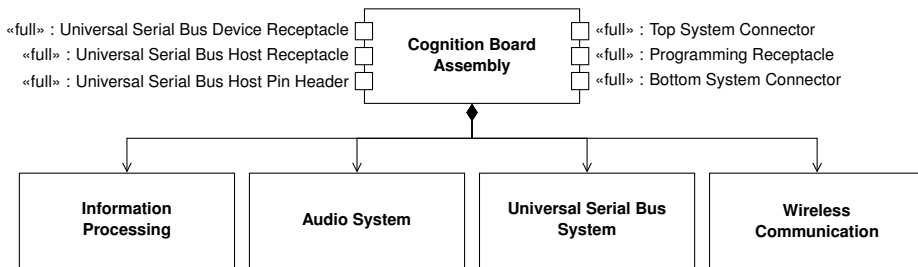 «full» : Universal Serial Bus Device Receptacle
«full» : Universal Serial Bus Host Receptacle
«full» : Universal Serial Bus Host Pin Header
Cognition Board
Assembly
«full» : Top System Connector
«full» : Programming Receptacle
«full» : Bottom System Connector
Information
Processing
Audio System
Universal Serial Bus
System
Wireless
Communication